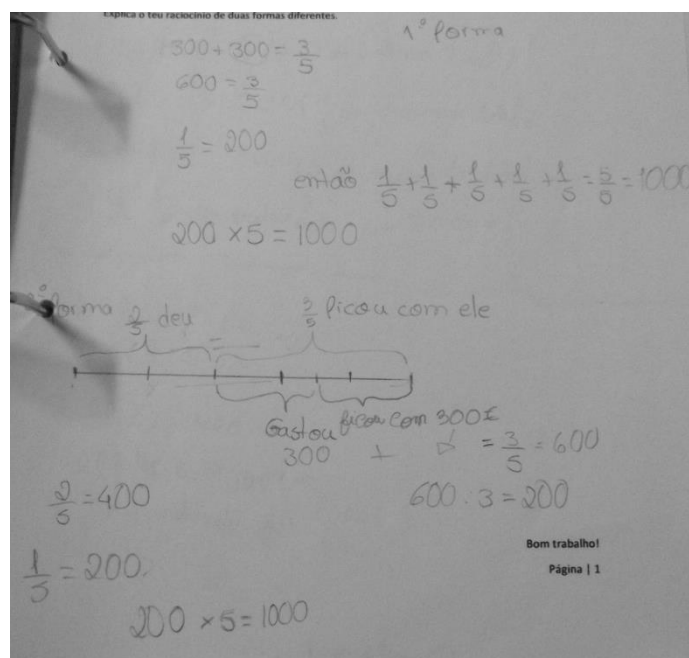 Explica o teu raciocínio de duas formas diferentes.
1ª forma
300 + 300 = 3/5
600 = 3/5
1/5 = 200
então 1/5 + 1/5 + 1/5 + 1/5 + 1/5 = 5/5 = 1000
200 × 5 = 1000
forma 2/5 deu
3/5 ficou com ele
Gastou ficou com 300€
300 + = 3/5 = 600
2/5 = 400
600 : 3 = 200
1/5 = 200
200 × 5 = 1000
Bom trabalho!
Página | 1